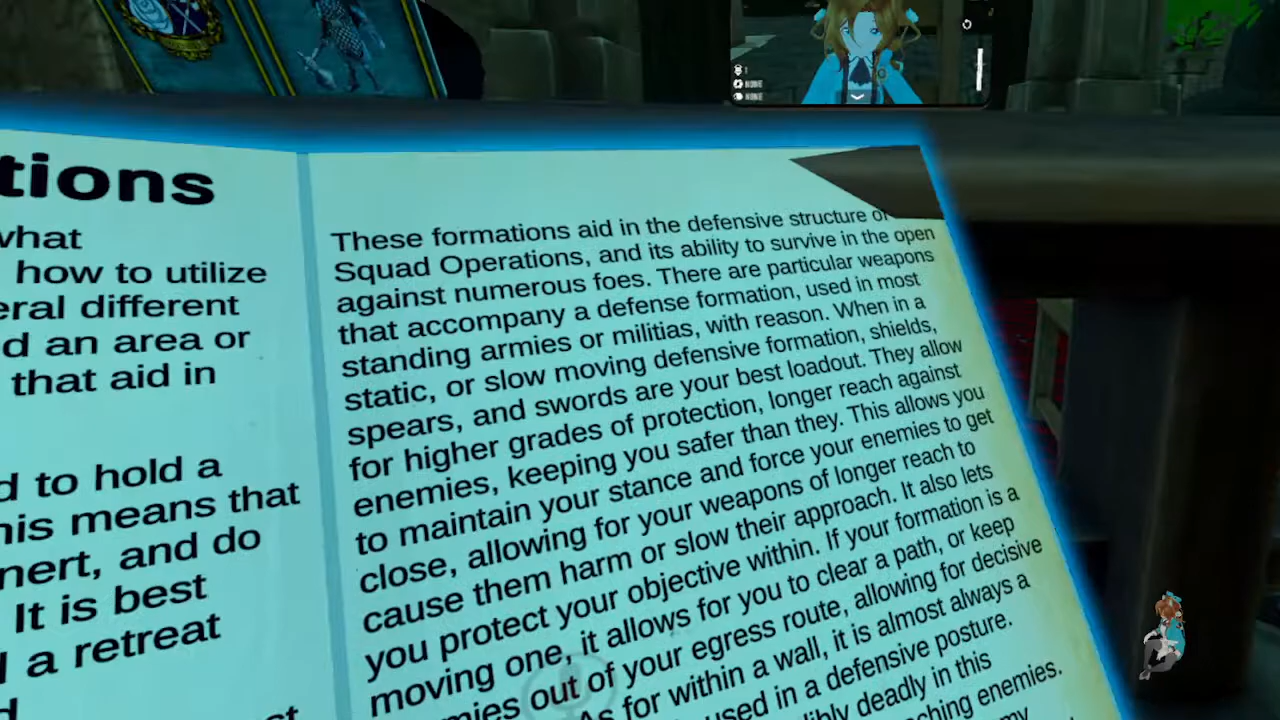 tions
what
how to utilize
eral different
d an area or
that aid in
d to hold a
his means that
nert, and do
It is best
a retreat
These formations aid in the defensive structure of
Squad Operations, and its ability to survive in the open
against numerous foes. There are particular weapons
that accompany a defense formation, used in most
standing armies or militias, with reason. When in a
static, or slow moving defensive formation, shields,
spears, and swords are your best loadout. They allow
for higher grades of protection, longer reach against
enemies, keeping you safer than they. This allows you
to maintain your stance and force your enemies to get
close, allowing for your weapons of longer reach to
cause them harm or slow their approach. It also lets
you protect your objective within. If your formation is a
moving one, it allows for you to clear a path, or keep
mies out of your egress route, allowing for decisive
As for within a wall, it is almost always a
used in a defensive posture.
dibly deadly in this
aching enemies.
my
NONE
NONE